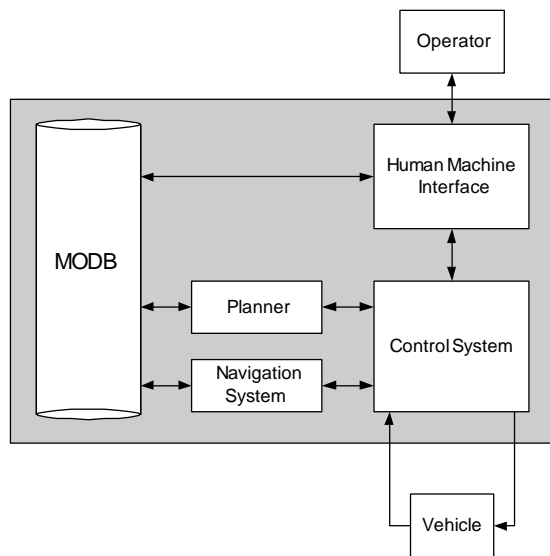 Operator
Human Machine
Interface
MODB
Planner
Control System
Navigation
System
Vehicle